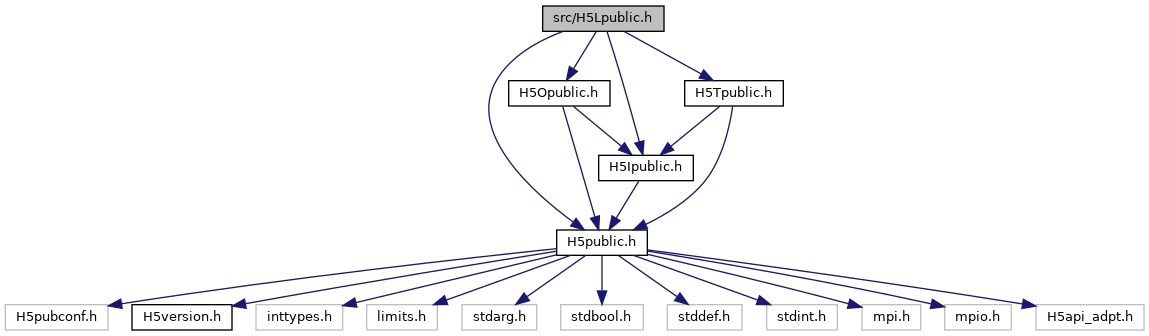 src/H5Lpublic.h
H5Opublic.h
H5Tpublic.h
H5Ipublic.h
H5public.h
H5pubconf.h
H5version.h
inttypes.h
limits.h
stdarg.h
stdbool.h
stddef.h
stdint.h
mpi.h
mpio.h
H5api_adpt.h